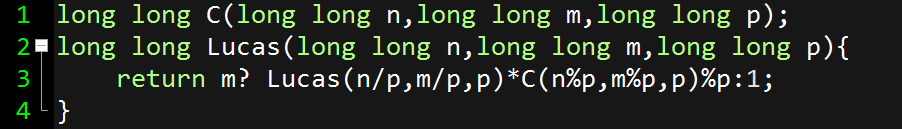 1 long long C(long long n,long long m,long long p);
2 long long Lucas(long long n,long long m,long long p){
3     return m? Lucas(n/p,m/p,p)*C(n%p,m%p,p)%p:1;
4 }